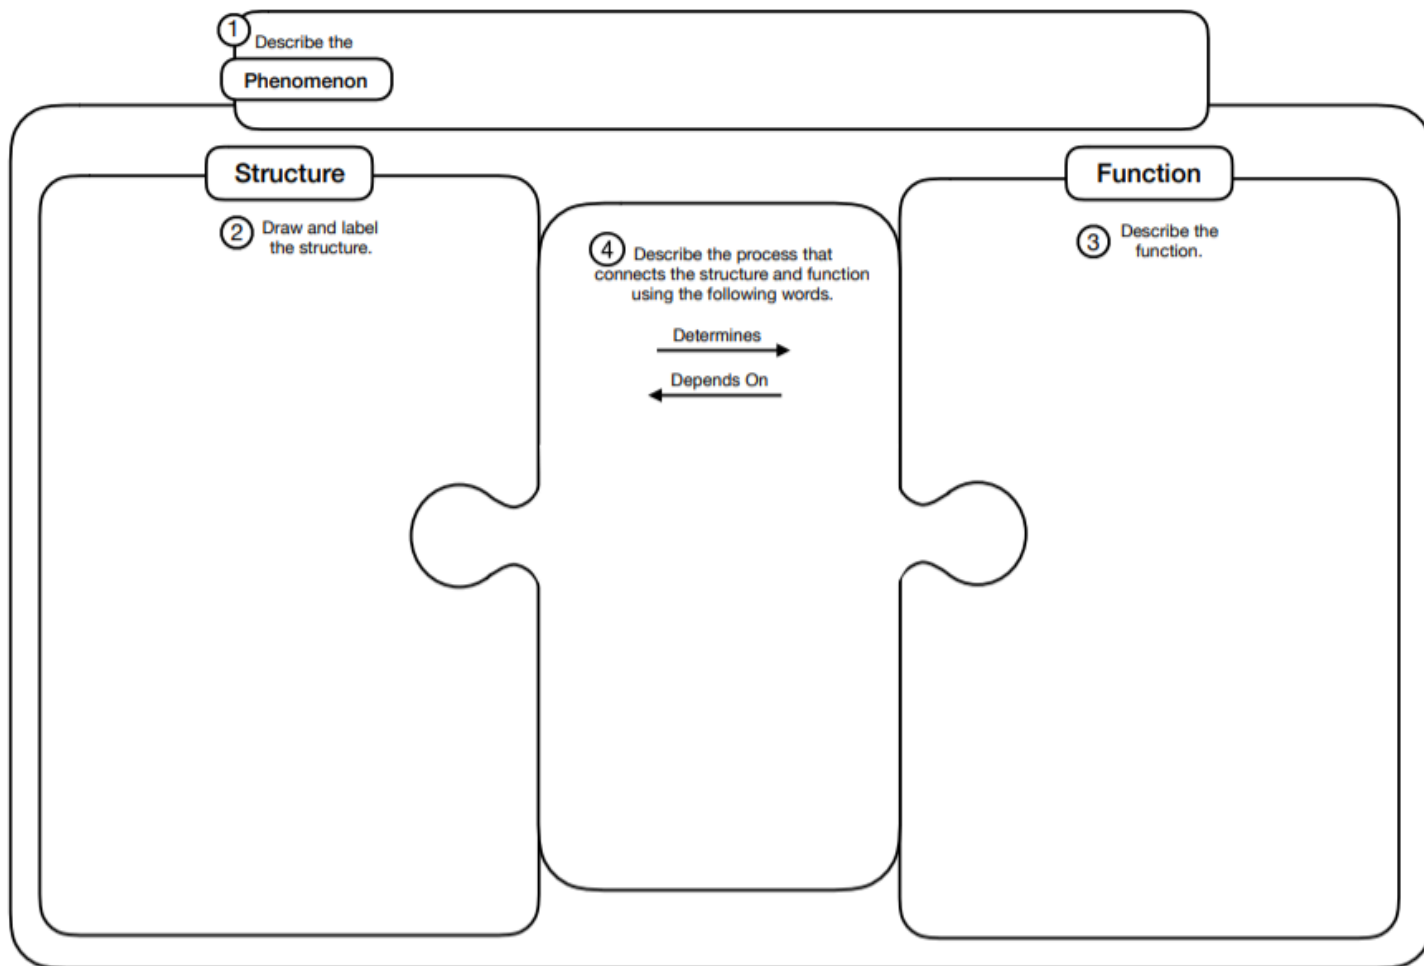 1
Describe the
Phenomenon
Structure
2 Draw and label
the structure.
4 Describe the process that
connects the structure and function
using the following words.
Determines
Depends On
Function
3 Describe the
function.